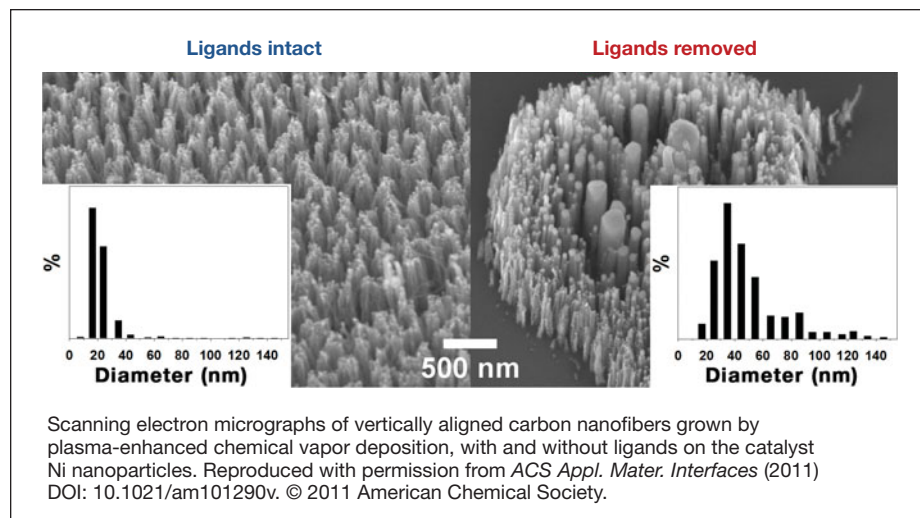 Ligands intact
Ligands removed
%
0 20 40 60 80 100 120 140
Diameter (nm)
500 nm
%
0 20 40 60 80 100 120 140
Diameter (nm)
Scanning electron micrographs of vertically aligned carbon nanofibers grown by
plasma-enhanced chemical vapor deposition, with and without ligands on the catalyst
Ni nanoparticles. Reproduced with permission from ACS Appl. Mater. Interfaces (2011)
DOI: 10.1021/am101290v. © 2011 American Chemical Society.